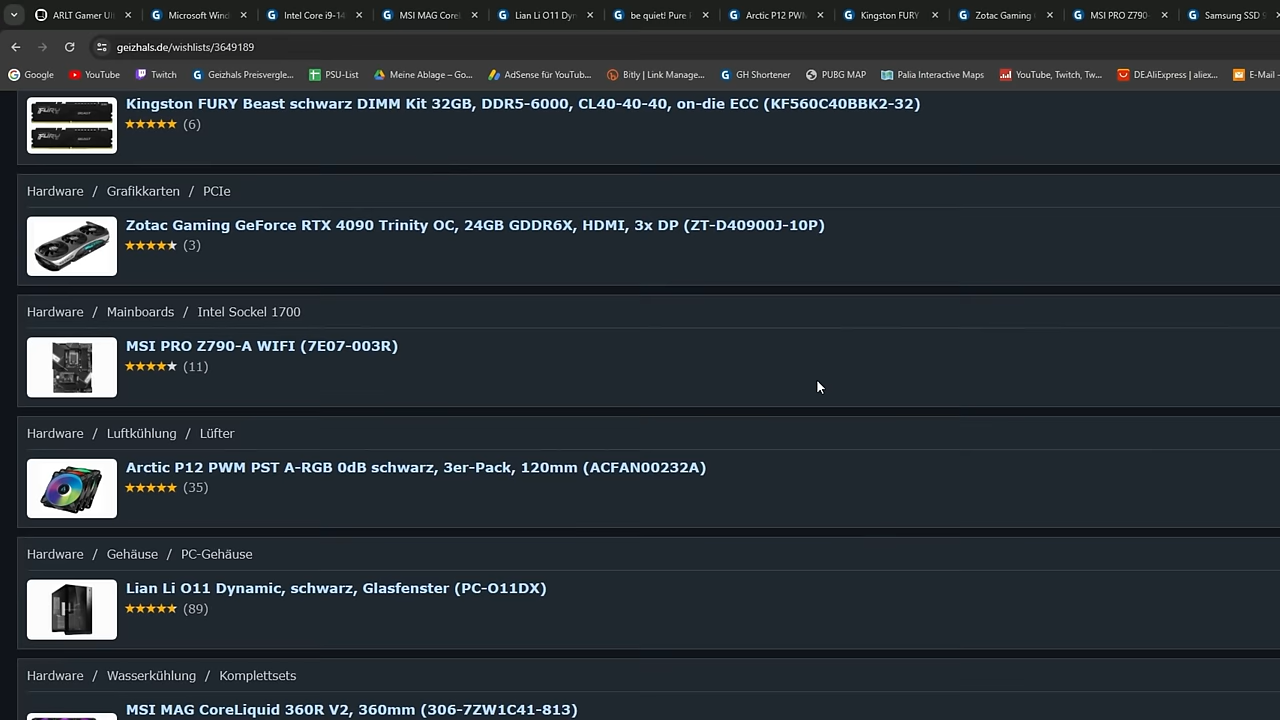 ARLT Gamer Ul
Microsoft Wind
Intel Core i9-14
MSI MAG Corel
Lian Li O11 Dyn
be quiet! Pure
Arctic P12 PWM
Kingston FURY
Zotac Gaming
MSI PRO Z790-
Samsung SSD 9
geizhals.de/wishlists/3649189
Google
YouTube
Twitch
Geizhals Preisvergle...
PSU-List
Meine Ablage – Go...
AdSense für YouTub...
Bitly | Link Manage...
GH Shortener
PUBG MAP
Palia Interactive Maps
YouTube, Twitch, Tw...
DE.AliExpress | aliex...
E-Mail -
Kingston FURY Beast schwarz DIMM Kit 32GB, DDR5-6000, CL40-40-40, on-die ECC (KF560C40BBK2-32)
(6)
Hardware / Grafikkarten / PCIe
Zotac Gaming GeForce RTX 4090 Trinity OC, 24GB GDDR6X, HDMI, 3x DP (ZT-D40900J-10P)
(3)
Hardware / Mainboards / Intel Sockel 1700
MSI PRO Z790-A WIFI (7E07-003R)
(11)
Hardware / Luftkühlung / Lüfter
Arctic P12 PWM PST A-RGB 0dB schwarz, 3er-Pack, 120mm (ACFAN00232A)
(35)
Hardware / Gehäuse / PC-Gehäuse
Lian Li O11 Dynamic, schwarz, Glasfenster (PC-O11DX)
(89)
Hardware / Wasserkühlung / Komplettsets
MSI MAG CoreLiquid 360R V2, 360mm (306-7ZW1C41-813)